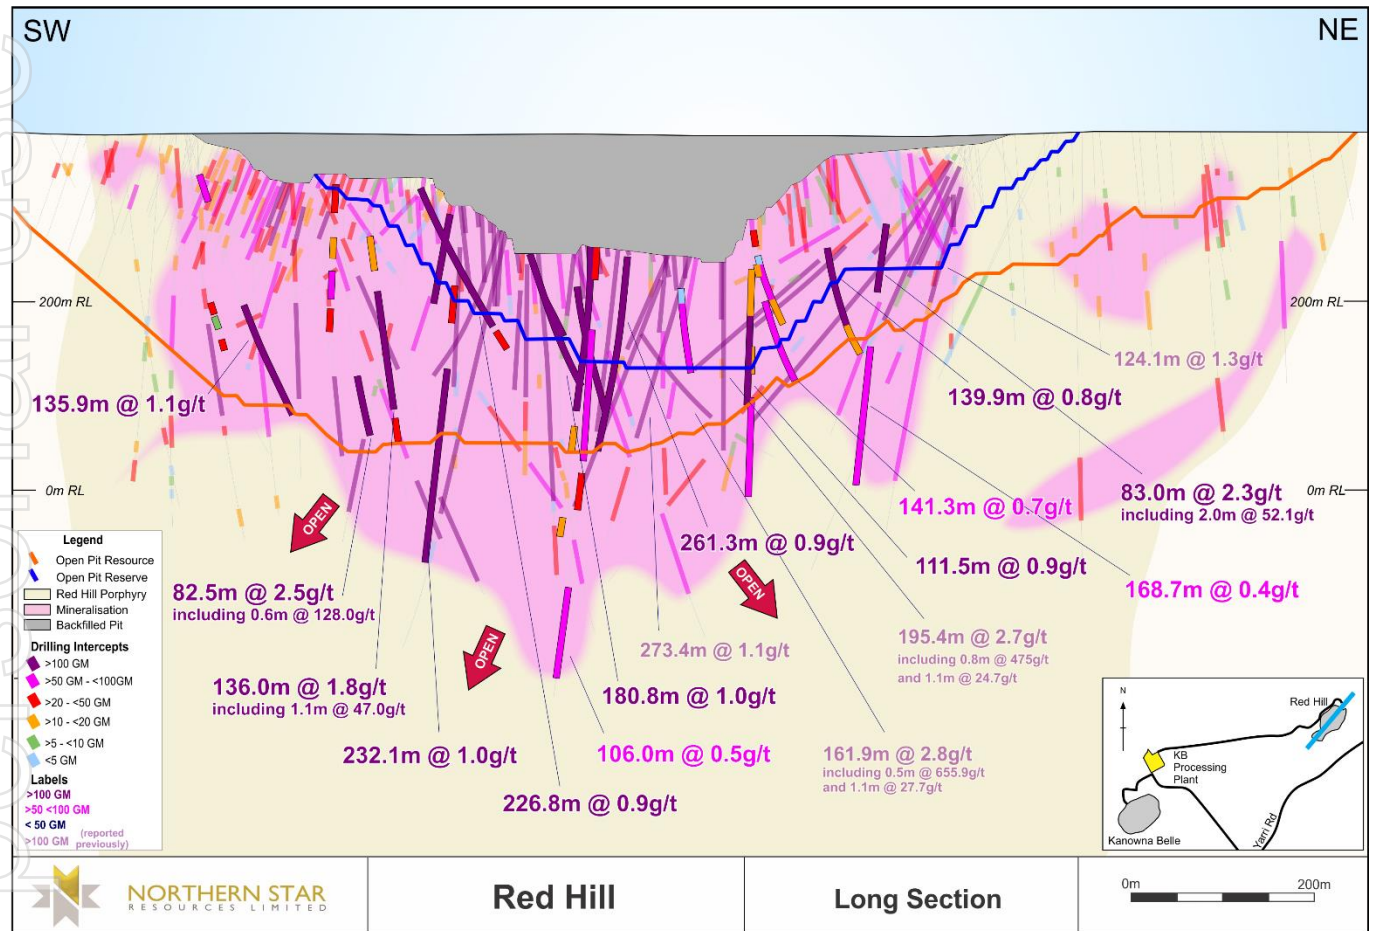 SW
NE
200m RL
200m RL
0m RL
0m RL
135.9m @ 1.1g/t
124.1m @ 1.3g/t
139.9m @ 0.8g/t
83.0m @ 2.3g/t
including 2.0m @ 52.1g/t
141.3m @ 0.7g/t
261.3m @ 0.9g/t
111.5m @ 0.9g/t
168.7m @ 0.4g/t
OPEN
OPEN
OPEN
82.5m @ 2.5g/t
including 0.6m @ 128.0g/t
195.4m @ 2.7g/t
including 0.8m @ 475g/t
and 1.1m @ 24.7g/t
273.4m @ 1.1g/t
136.0m @ 1.8g/t
including 1.1m @ 47.0g/t
180.8m @ 1.0g/t
232.1m @ 1.0g/t
106.0m @ 0.5g/t
161.9m @ 2.8g/t
including 0.5m @ 655.9g/t
and 1.1m @ 27.7g/t
226.8m @ 0.9g/t
Legend
Open Pit Resource
Open Pit Reserve
Red Hill Porphyry
Mineralisation
Backfilled Pit
Drilling Intercepts
>100 GM
>50 GM - <100GM
>20 - <50 GM
>10 - <20 GM
>5 - <10 GM
<5 GM
Labels
>100 GM
>50 <100 GM
< 50 GM
>100 GM (reported previously)
N
Red Hill
KB
Processing
Plant
Kanowna Belle
Yarri Rd
NORTHERN STAR
RESOURCES LIMITED
Red Hill
Long Section
0m
200m